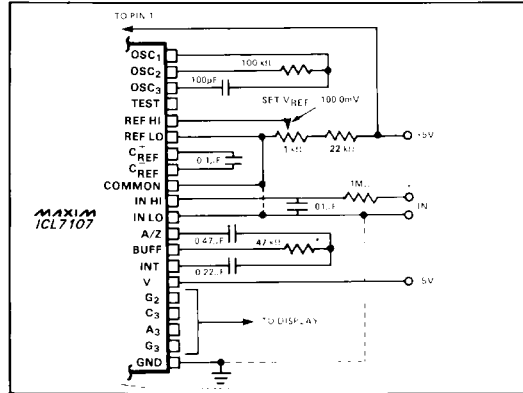 TO PIN 1
OSC1
100 kΩ
OSC2
100pF
OSC3
TEST
SET VREF
100.0mV
REF HI
REF LO
1 kΩ
22 kΩ
+5V
C+REF
0.1µF
C-REF
COMMON
1MΩ
IN HI
.01µF
IN
IN LO
MAXIM
ICL7107
A/Z
0.47µF
47 kΩ
BUFF
INT
0.22µF
V
-5V
G2
C3
TO DISPLAY
A3
G3
GND